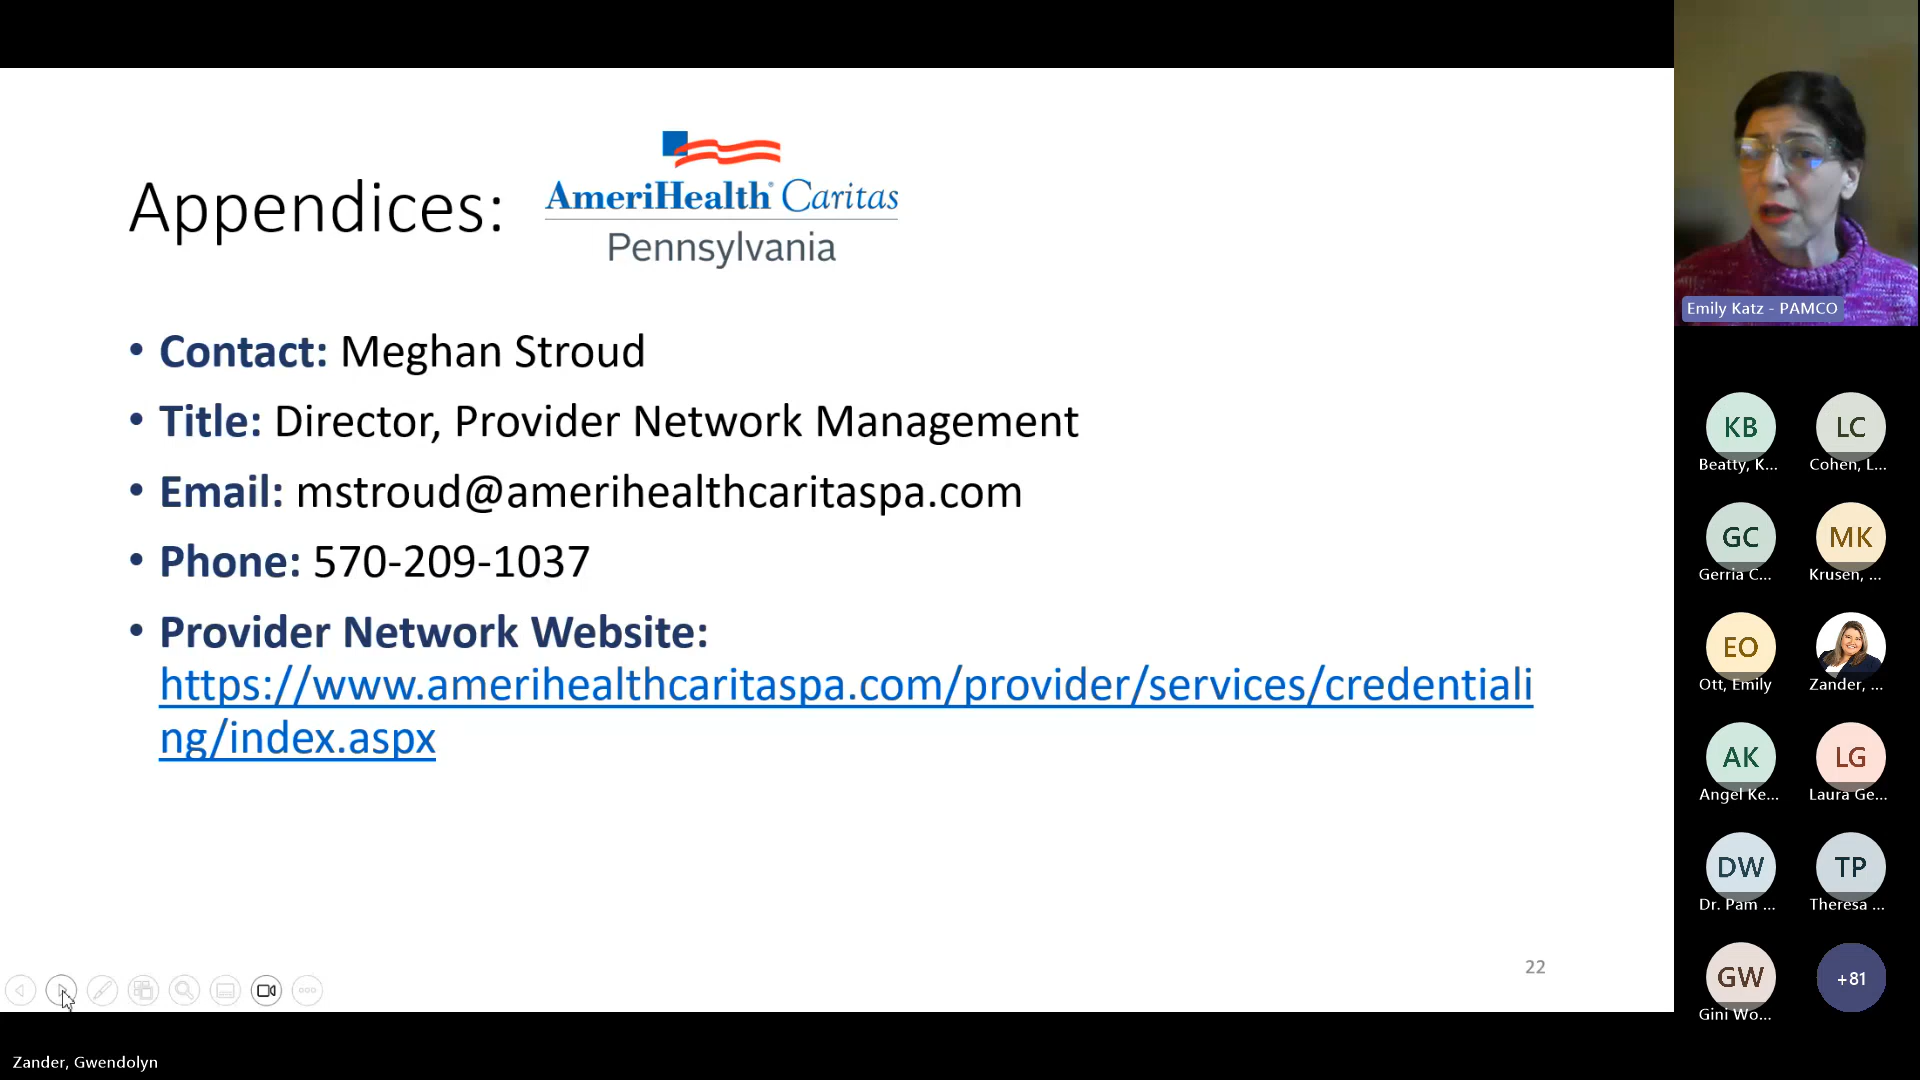 Appendices:
AmeriHealth Caritas
Pennsylvania
• Contact: Meghan Stroud
• Title: Director, Provider Network Management
• Email: mstroud@amerihealthcaritaspa.com
• Phone: 570-209-1037
• Provider Network Website:
https://www.amerihealthcaritaspa.com/provider/services/credentiali
ng/index.aspx
22
Zander, Gwendolyn
Emily Katz - PAMCO
KB
LC
Beatty, K...
Cohen, L...
GC
MK
Gerria C...
Krusen, ...
EO
Ott, Emily
Zander, ...
AK
LG
Angel Ke...
Laura Ge...
DW
TP
Dr. Pam ...
Theresa ...
GW
+81
Gini Wo...